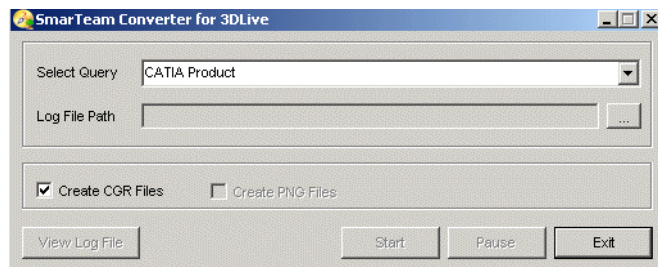 SmarTeam Converter for 3DLive
Select Query CATIA Product
Log File Path ...
Create CGR Files Create PNG Files
View Log File Start Pause Exit